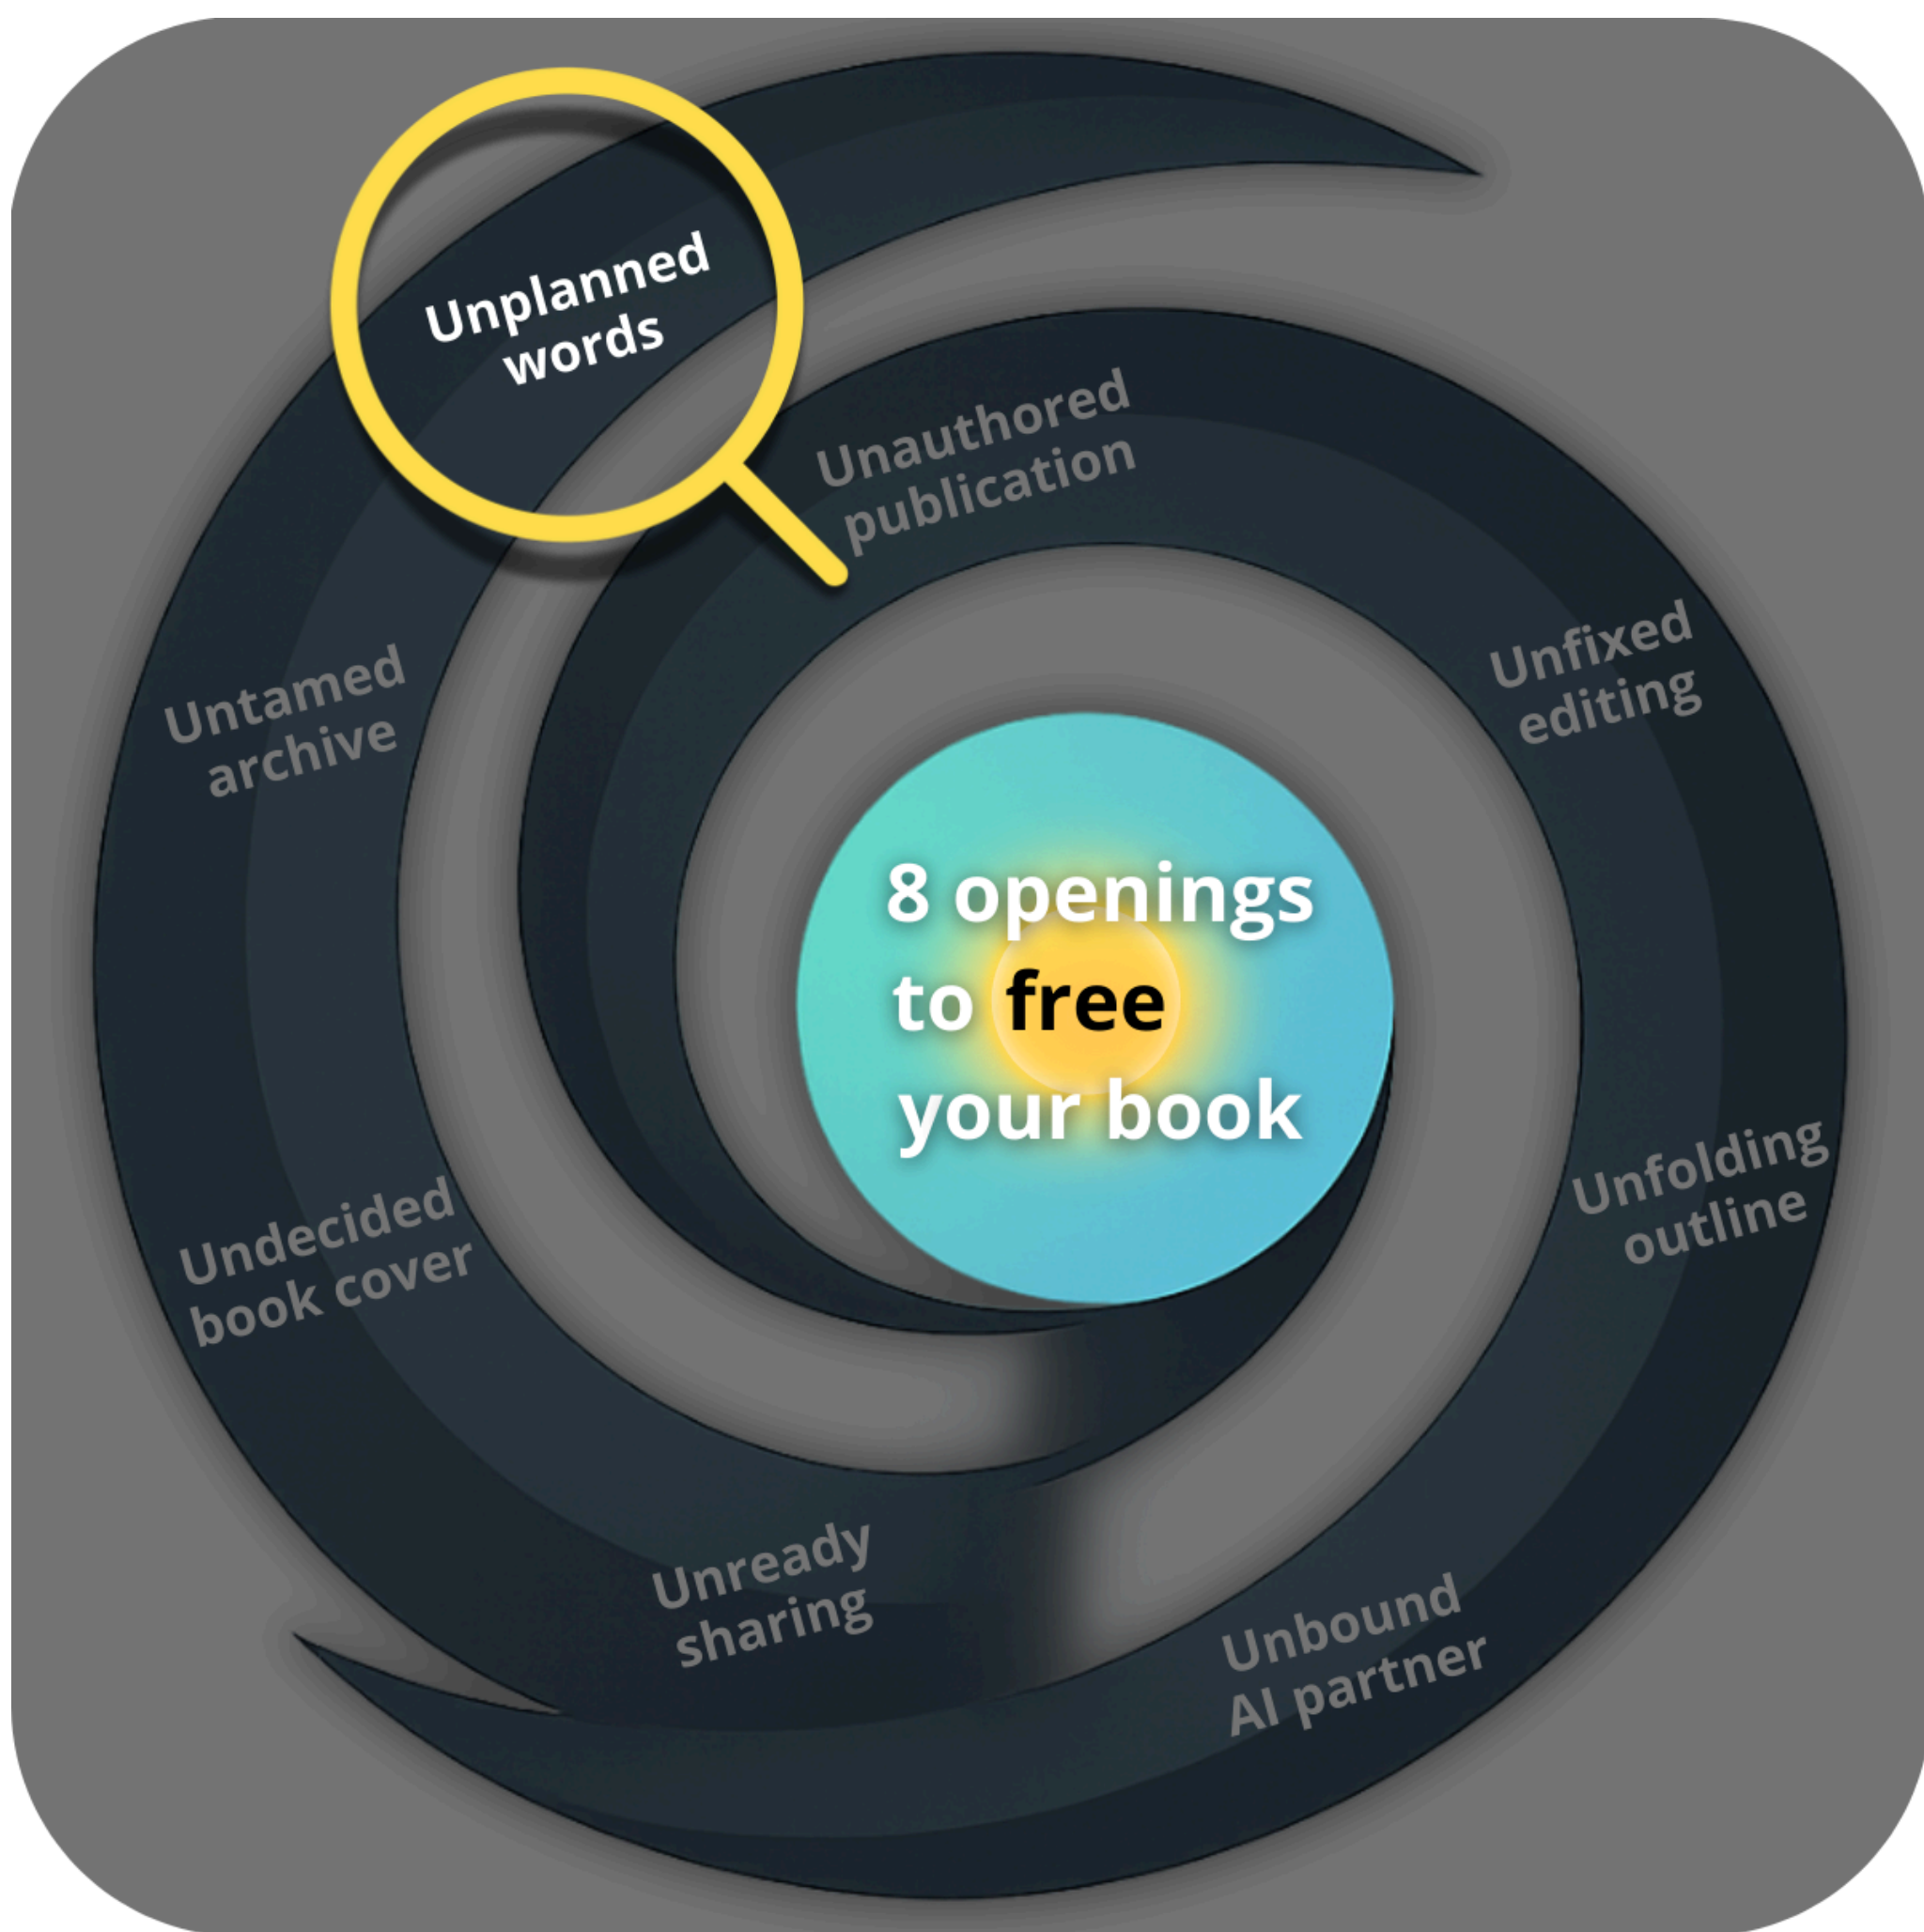 Unplanned
words
Unauthored
publication
Unfixed
editing
Untamed
archive
8 openings
to free
your book
Unfolding
outline
Undecided
book cover
Unready
sharing
Unbound
AI partner